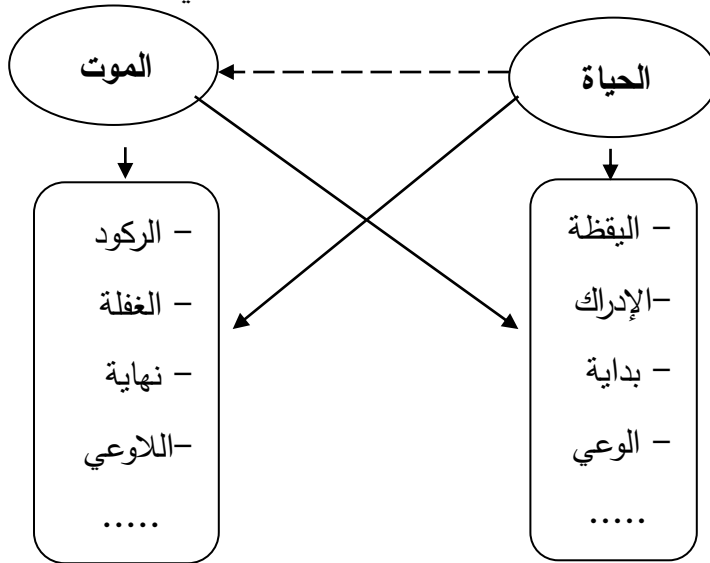 الحياة
الموت
– اليقظة
–الإدراك
– بداية
– الوعي
.....
– الركود
– الغفلة
– نهاية
–اللاوعي
.....